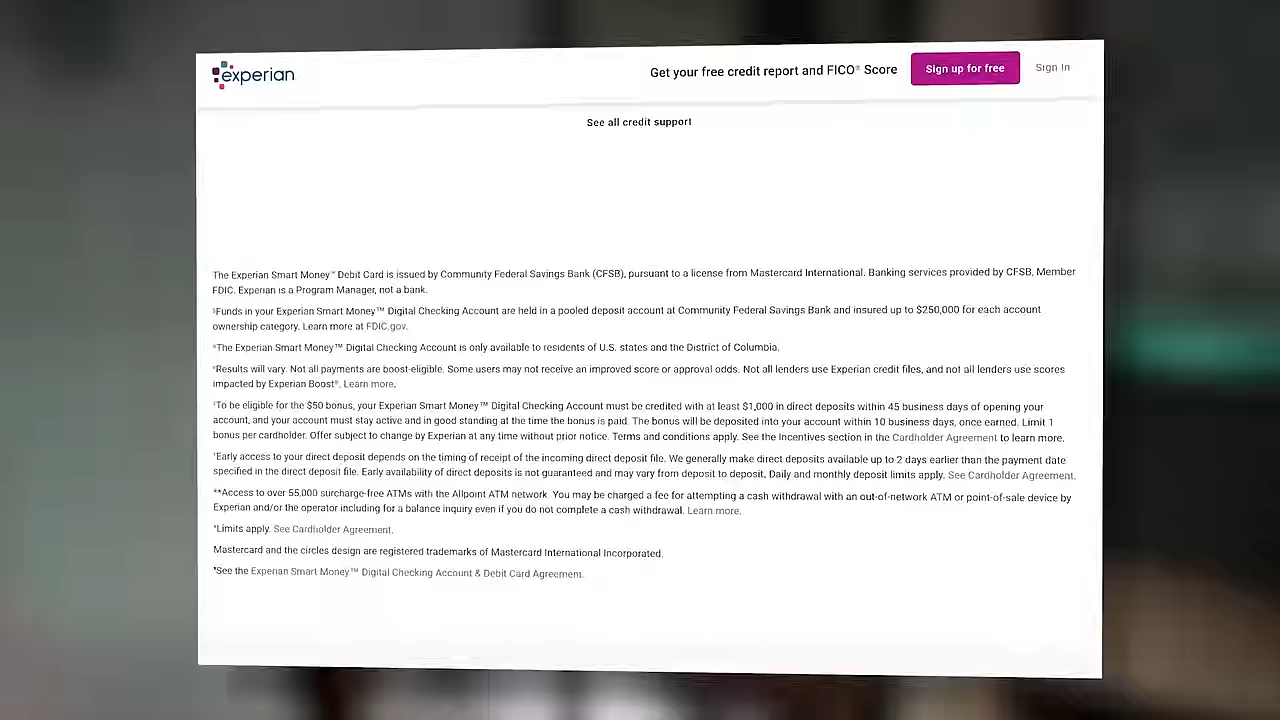 experian
Get your free credit report and FICO® Score
Sign up for free
Sign In
See all credit support
The Experian Smart Money™ Debit Card is issued by Community Federal Savings Bank (CFSB), pursuant to a license from Mastercard International. Banking services provided by CFSB, Member
FDIC. Experian is a Program Manager, not a bank.
Funds in your Experian Smart Money™ Digital Checking Account are held in a pooled deposit account at Community Federal Savings Bank and insured up to $250,000 for each account
ownership category. Learn more at FDIC.gov.
The Experian Smart Money™ Digital Checking Account is only available to residents of U.S. states and the District of Columbia.
Results will vary. Not all payments are boost-eligible. Some users may not receive an improved score or approval odds. Not all lenders use Experian credit files, and not all lenders use scores
impacted by Experian Boost®. Learn more.
To be eligible for the $50 bonus, your Experian Smart Money™ Digital Checking Account must be credited with at least $1,000 in direct deposits within 45 business days of opening your
account, and your account must stay active and in good standing at the time the bonus is paid. The bonus will be deposited into your account within 10 business days, once earned. Limit 1
bonus per cardholder. Offer subject to change by Experian at any time without prior notice. Terms and conditions apply. See the Incentives section in the Cardholder Agreement to learn more.
Early access to your direct deposit depends on the timing of receipt of the incoming direct deposit file. We generally make direct deposits available up to 2 days earlier than the payment date
specified in the direct deposit file. Early availability of direct deposits is not guaranteed and may vary from deposit to deposit. Daily and monthly deposit limits apply. See Cardholder Agreement.
**Access to over 55,000 surcharge-free ATMs with the Allpoint ATM network. You may be charged a fee for attempting a cash withdrawal with an out-of-network ATM or point-of-sale device by
Experian and/or the operator including for a balance inquiry even if you do not complete a cash withdrawal. Learn more.
Limits apply. See Cardholder Agreement.
Mastercard and the circles design are registered trademarks of Mastercard International Incorporated.
See the Experian Smart Money™ Digital Checking Account & Debit Card Agreement.